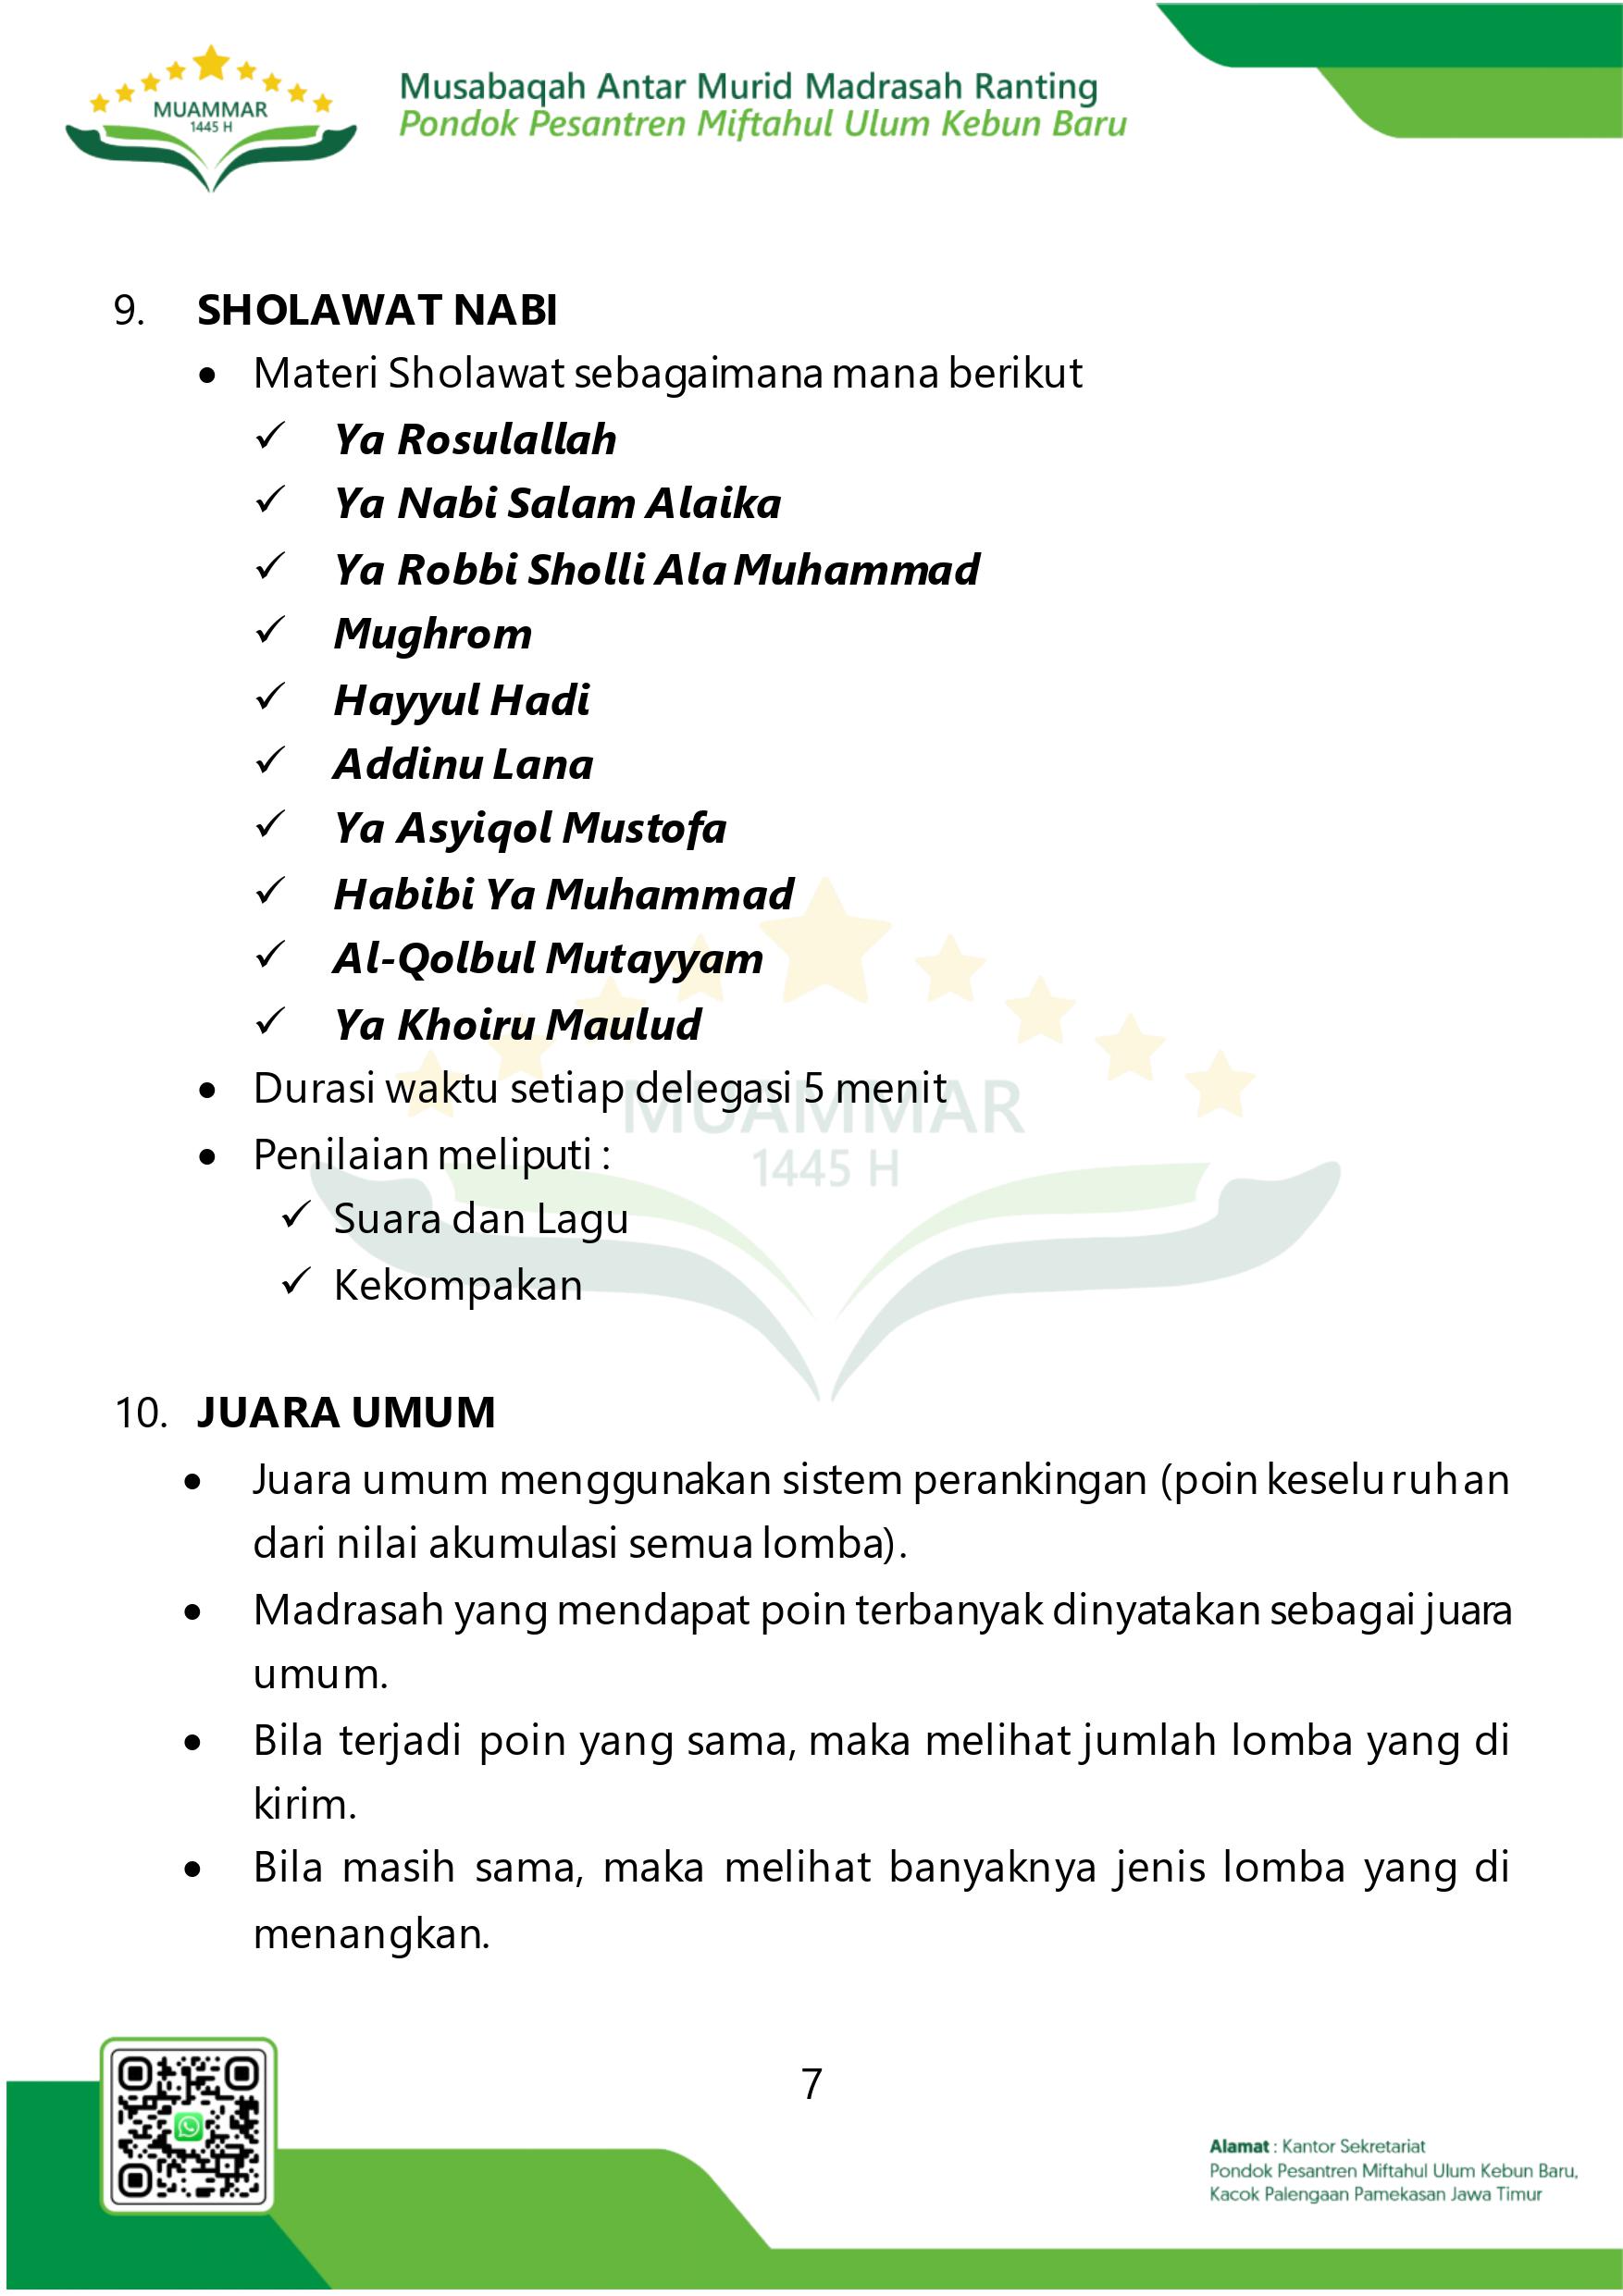 MUAMMAR
1445 H
Musabaqah Antar Murid Madrasah Ranting
Pondok Pesantren Miftahul Ulum Kebun Baru
9. SHOLAWAT NABI
• Materi Sholawat sebagaimana mana berikut
✓ Ya Rosulallah
✓ Ya Nabi Salam Alaika
✓ Ya Robbi Sholli Ala Muhammad
✓ Mughrom
✓ Hayyul Hadi
✓ Addinu Lana
✓ Ya Asyiqol Mustofa
✓ Habibi Ya Muhammad
✓ Al-Qolbul Mutayyam
✓ Ya Khoiru Maulud
• Durasi waktu setiap delegasi 5 menit
MUAMMAR
• Penilaian meliputi :
1445 H
✓ Suara dan Lagu
✓ Kekompakan
10. JUARA UMUM
• Juara umum menggunakan sistem perankingan (poin keseluruhan
dari nilai akumulasi semua lomba).
• Madrasah yang mendapat poin terbanyak dinyatakan sebagai juara
umum.
• Bila terjadi poin yang sama, maka melihat jumlah lomba yang di
kirim.
• Bila masih sama, maka melihat banyaknya jenis lomba yang di
menangkan.
7
Alamat : Kantor Sekretariat
Pondok Pesantren Miftahul Ulum Kebun Baru,
Kacok Palengaan Pamekasan Jawa Timur